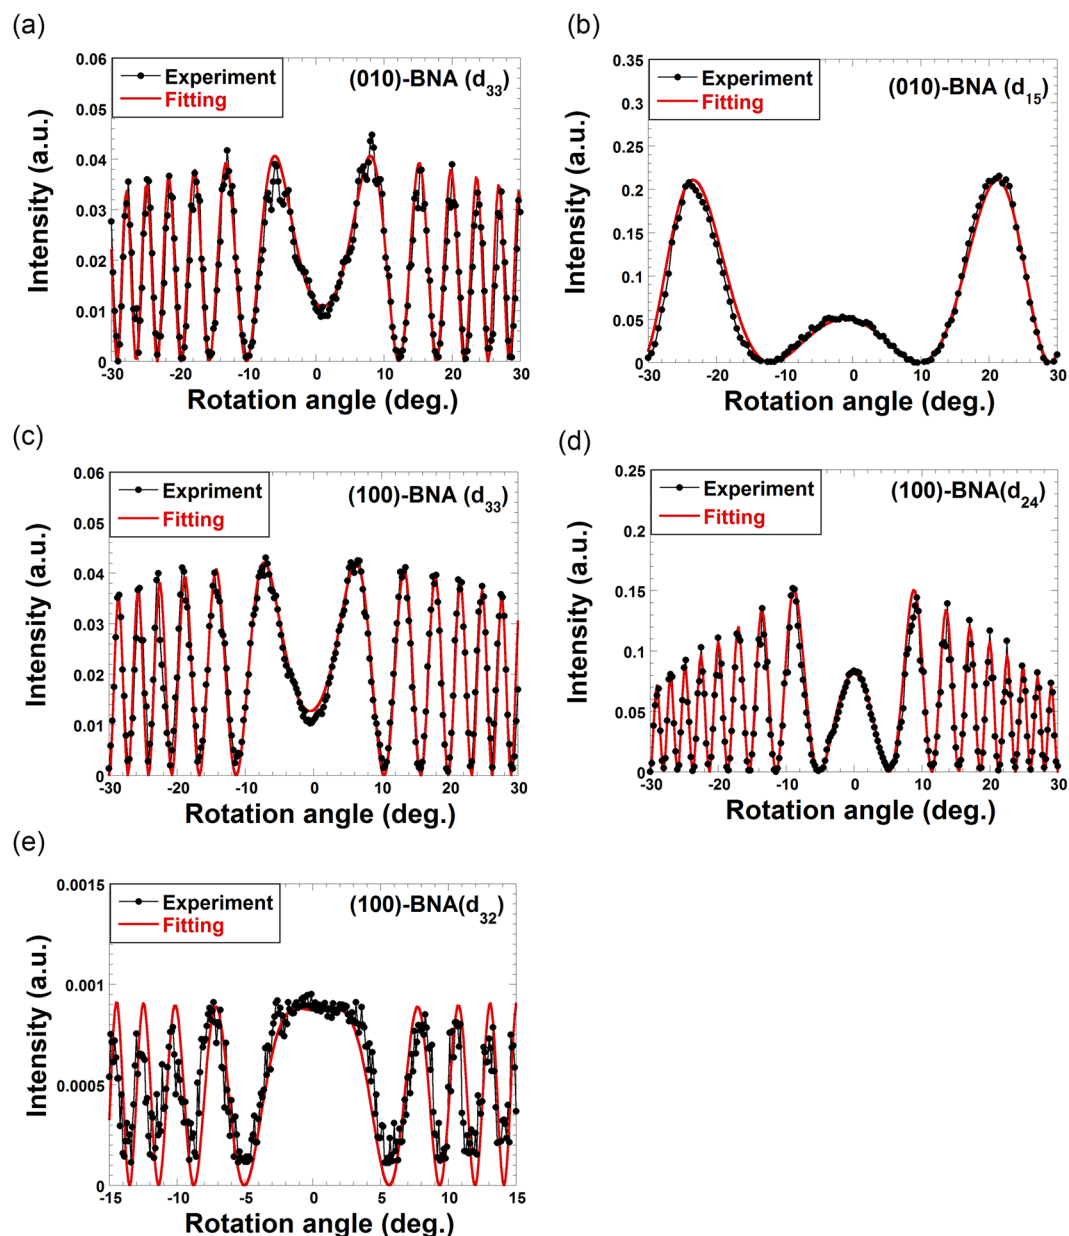 (a)
0.06
0.05
0.04
0.03
0.02
0.01
0
Intensity (a.u.)
Experiment
Fitting
(010)-BNA (d33)
-30 -20 -10 0 10 20 30
Rotation angle (deg.)
(b)
0.35
0.3
0.25
0.2
0.15
0.1
0.05
0
Intensity (a.u.)
Experiment
Fitting
(010)-BNA (d15)
-30 -20 -10 0 10 20 30
Rotation angle (deg.)
(c)
0.06
0.05
0.04
0.03
0.02
0.01
0
Intensity (a.u.)
Expriment
Fitting
(100)-BNA (d33)
-30 -20 -10 0 10 20 30
Rotation angle (deg.)
(d)
0.25
0.2
0.15
0.1
0.05
0
Intensity (a.u.)
Experiment
Fitting
(100)-BNA(d24)
-30 -20 -10 0 10 20 30
Rotation angle (deg.)
(e)
0.0015
0.001
0.0005
0
Intensity (a.u.)
Experiment
Fitting
(100)-BNA(d32)
-15 -10 -5 0 5 10 15
Rotation angle (deg.)